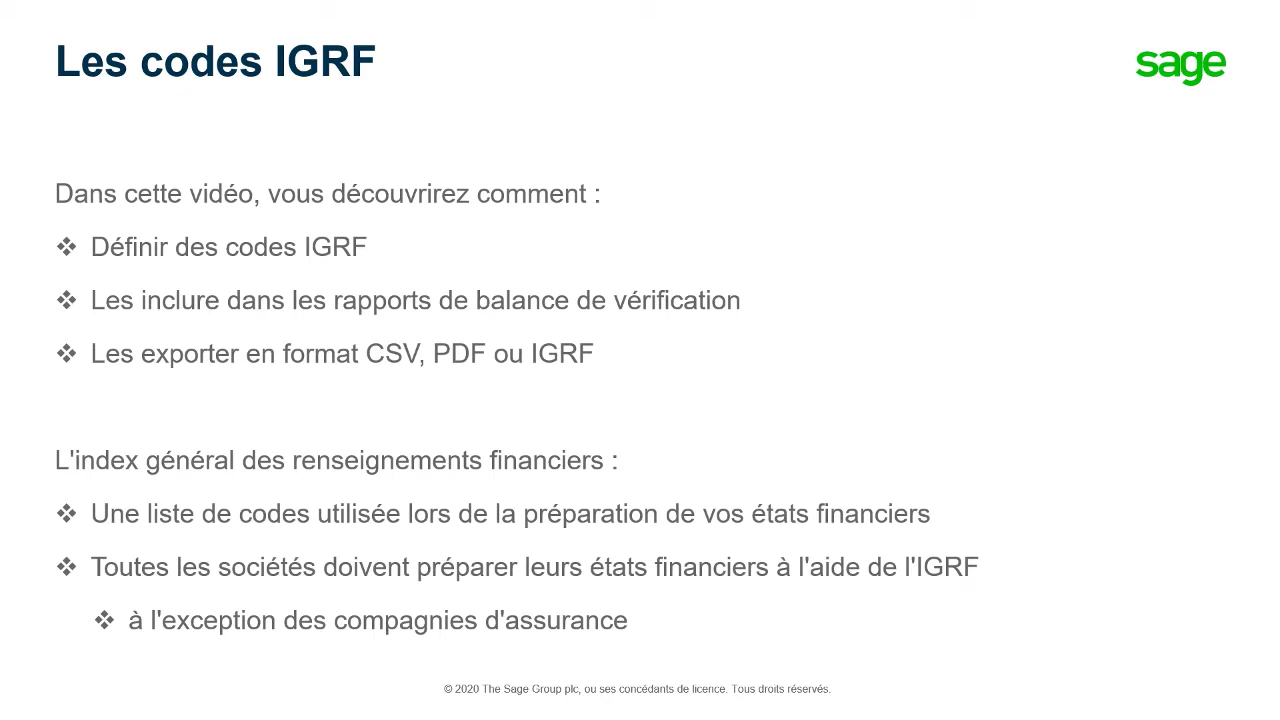 Les codes IGRF
sage
Dans cette vidéo, vous découvrirez comment :
❖ Définir des codes IGRF
❖ Les inclure dans les rapports de balance de vérification
❖ Les exporter en format CSV, PDF ou IGRF
L'index général des renseignements financiers :
❖ Une liste de codes utilisée lors de la préparation de vos états financiers
❖ Toutes les sociétés doivent préparer leurs états financiers à l'aide de l'IGRF
❖ à l'exception des compagnies d'assurance
© 2020 The Sage Group plc, ou ses concédants de licence. Tous droits réservés.